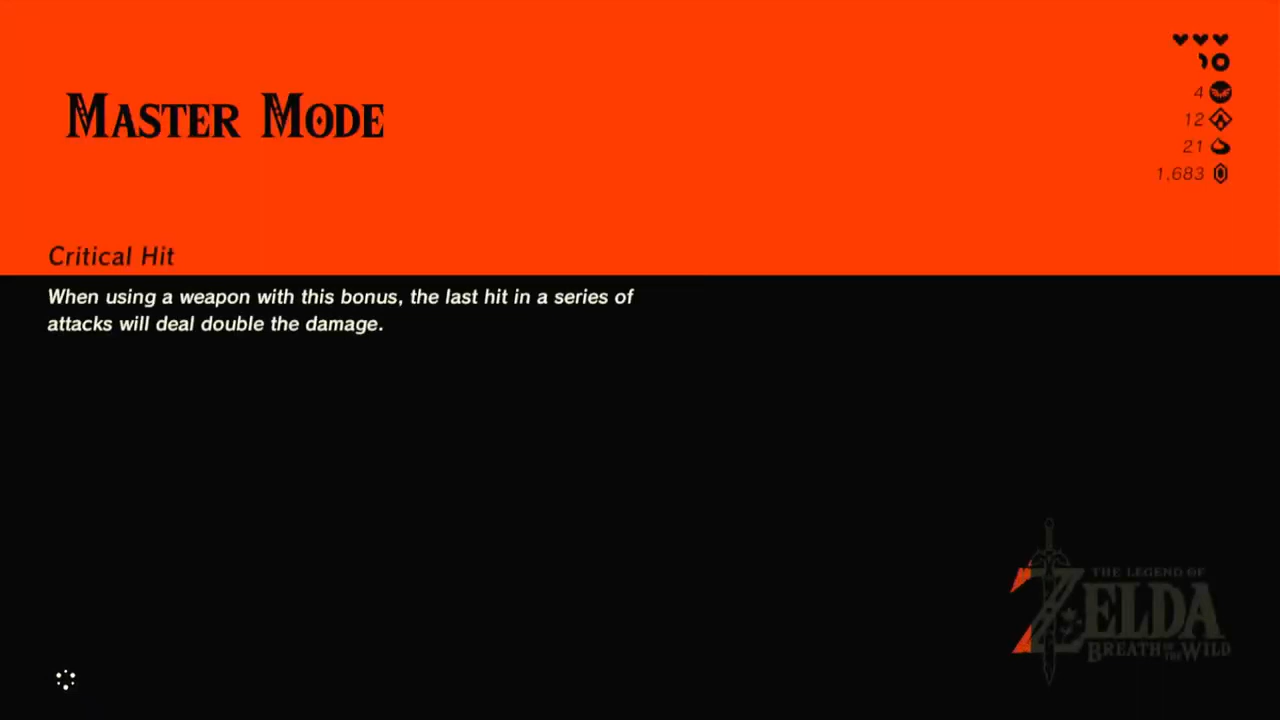 Master Mode
4
12
21
1,683
Critical Hit
When using a weapon with this bonus, the last hit in a series of
attacks will deal double the damage.
THE LEGEND OF
ZELDA
BREATH OF THE WILD